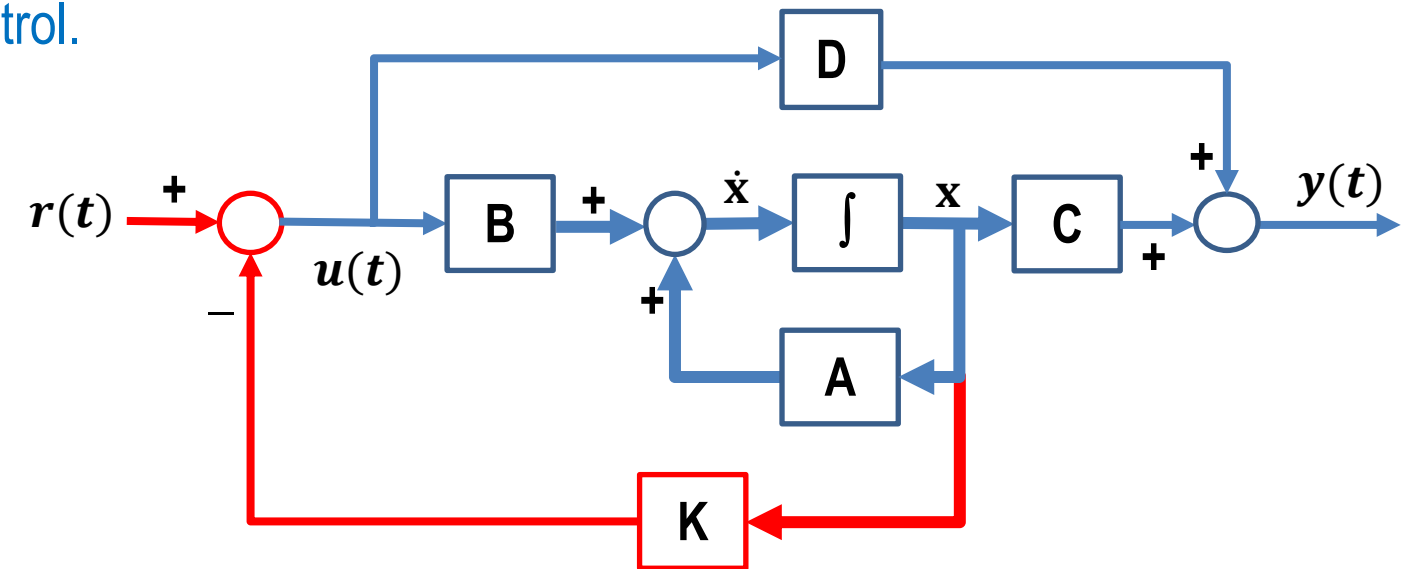 trol.
D
+
r(t)
+
u(t)
B
+
ẋ
∫
x
C
+
y(t)
−
+
A
K